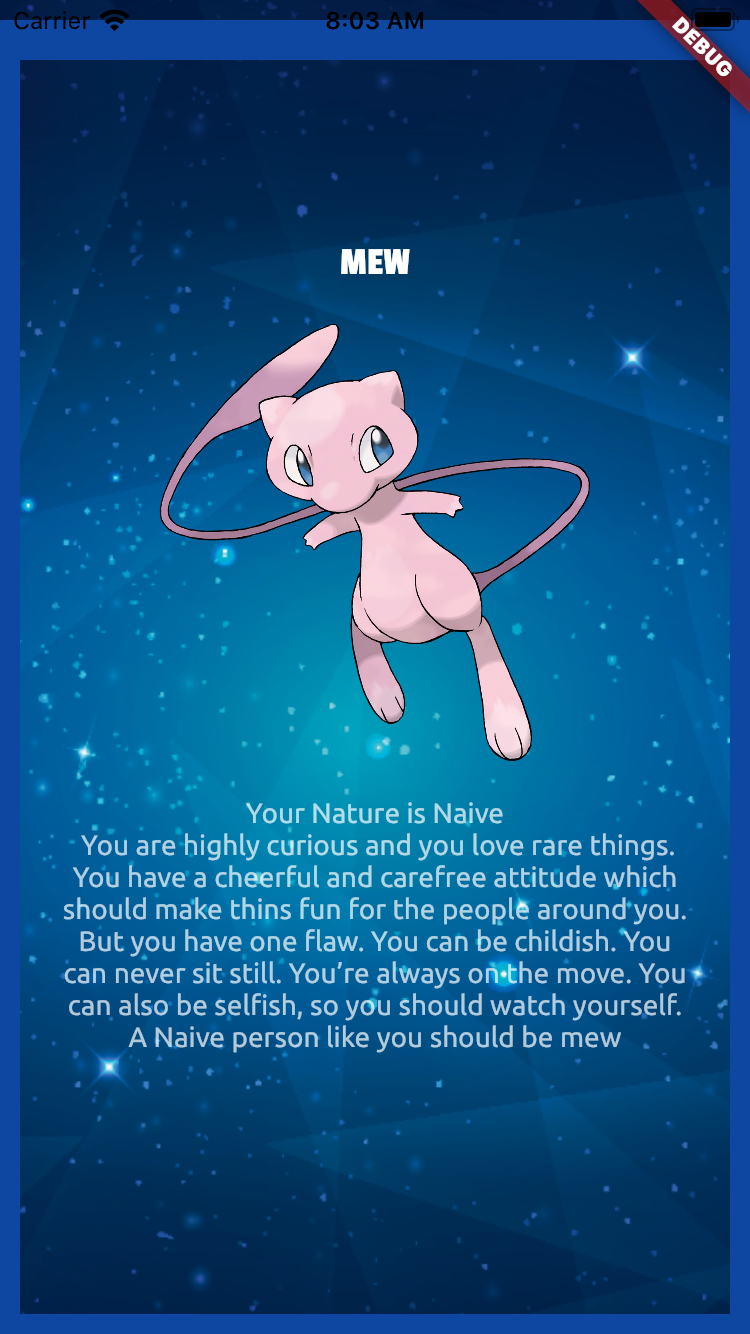 Carrier 8:03 AM
DEBUG
MEW
Your Nature is Naive
You are highly curious and you love rare things.
You have a cheerful and carefree attitude which
should make thins fun for the people around you.
But you have one flaw. You can be childish. You
can never sit still. You’re always on the move. You
can also be selfish, so you should watch yourself.
A Naive person like you should be mew